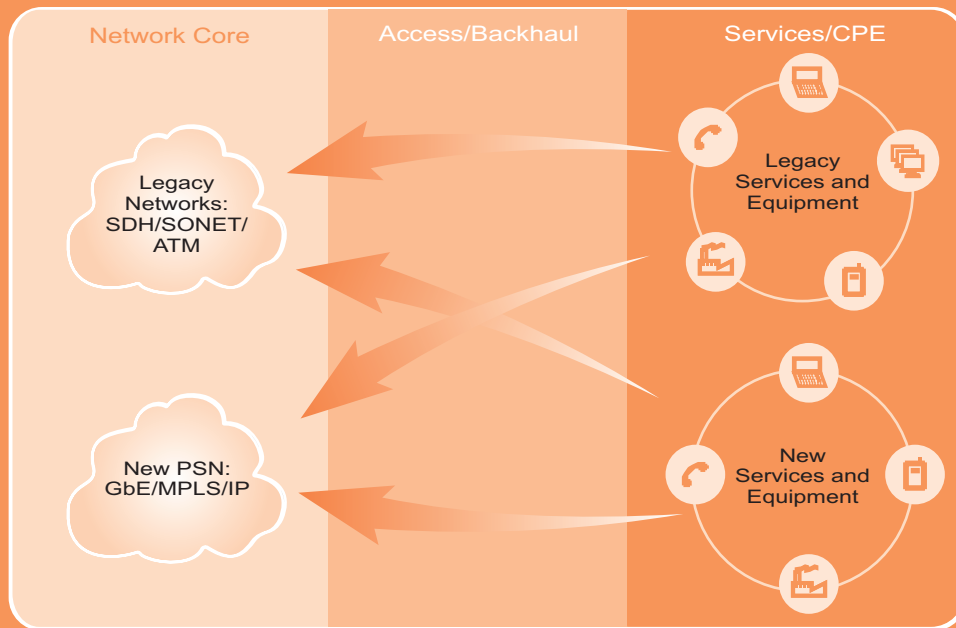 Network Core
Access/Backhaul
Services/CPE
Legacy
Networks:
SDH/SONET/
ATM
Legacy
Services and
Equipment
New PSN:
GbE/MPLS/IP
New
Services and
Equipment